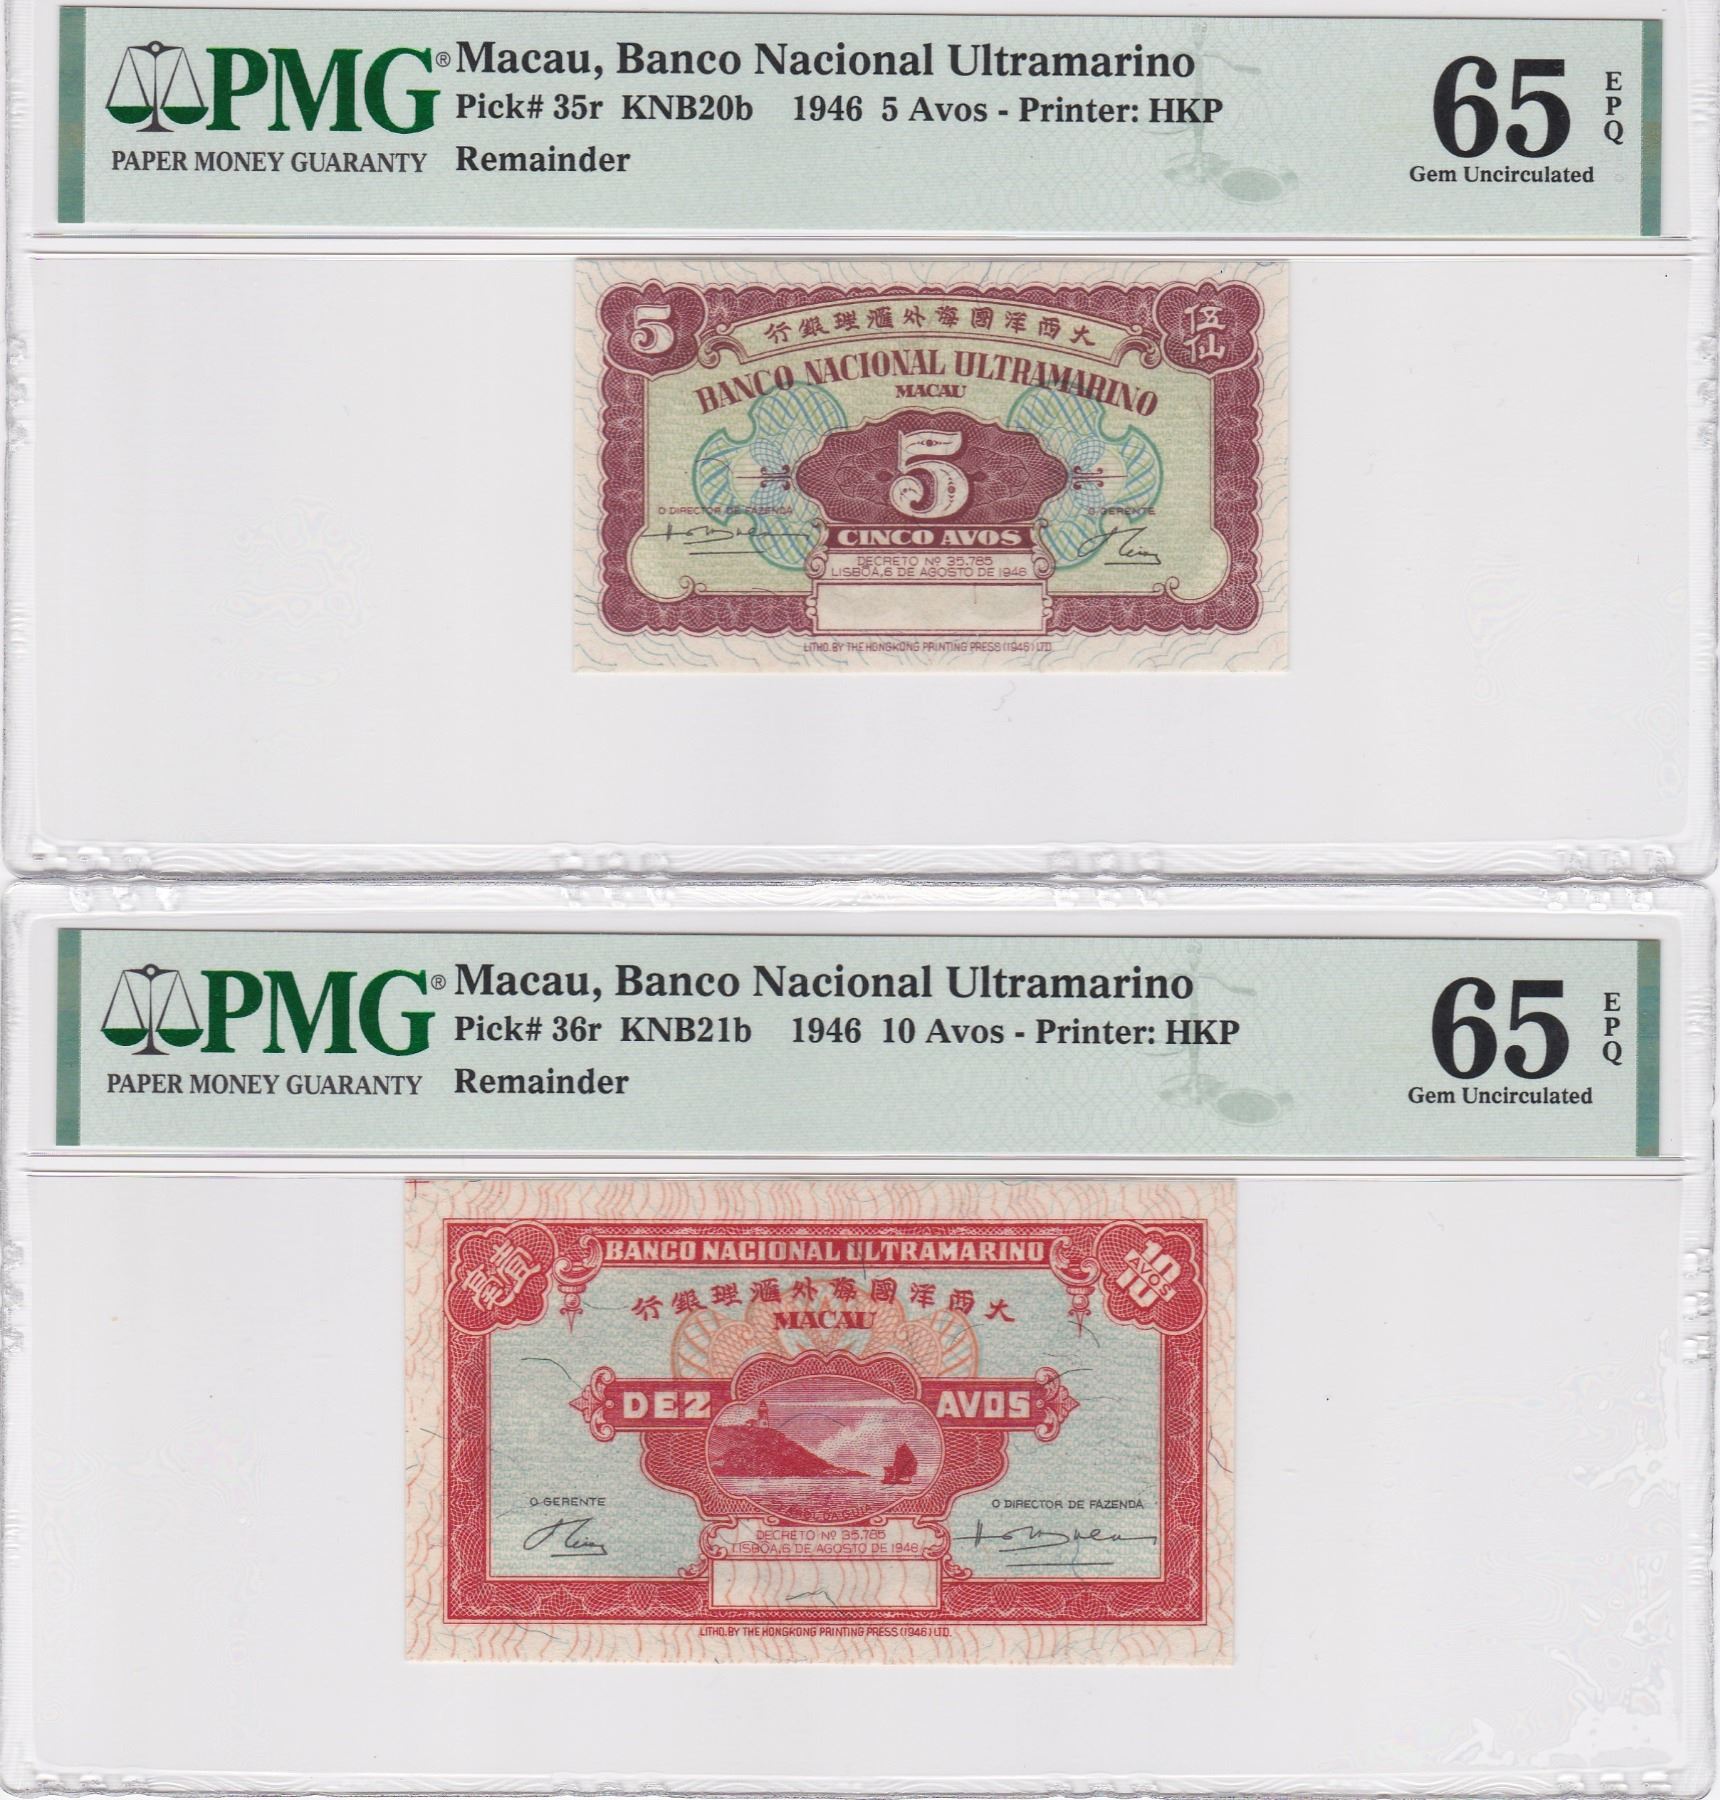 PMG®
PAPER MONEY GUARANTY
Macau, Banco Nacional Ultramarino
Pick# 35r KNB20b 1946 5 Avos - Printer: HKP
Remainder
65 EPQ
Gem Uncirculated
5
伍仙
行銀理滙外海國洋西大
BANCO NACIONAL ULTRAMARINO
MACAU
5
O DIRECTOR DE FAZENDA
O GERENTE
CINCO AVOS
DECRETO Nº 35.785
LISBÔA, 6 DE AGOSTO DE 1946
LITHO. BY THE HONGKONG PRINTING PRESS (1946) LTD.
PMG®
PAPER MONEY GUARANTY
Macau, Banco Nacional Ultramarino
Pick# 36r KNB21b 1946 10 Avos - Printer: HKP
Remainder
65 EPQ
Gem Uncirculated
壹毫
BANCO NACIONAL ULTRAMARINO
10
AVOS
10
行銀理滙外海國洋西大
MACAU
DEZ AVOS
O GERENTE
O DIRECTOR DE FAZENDA
DECRETO Nº 35.785
LISBÔA, 6 DE AGOSTO DE 1946
LITHO. BY THE HONGKONG PRINTING PRESS (1946) LTD.